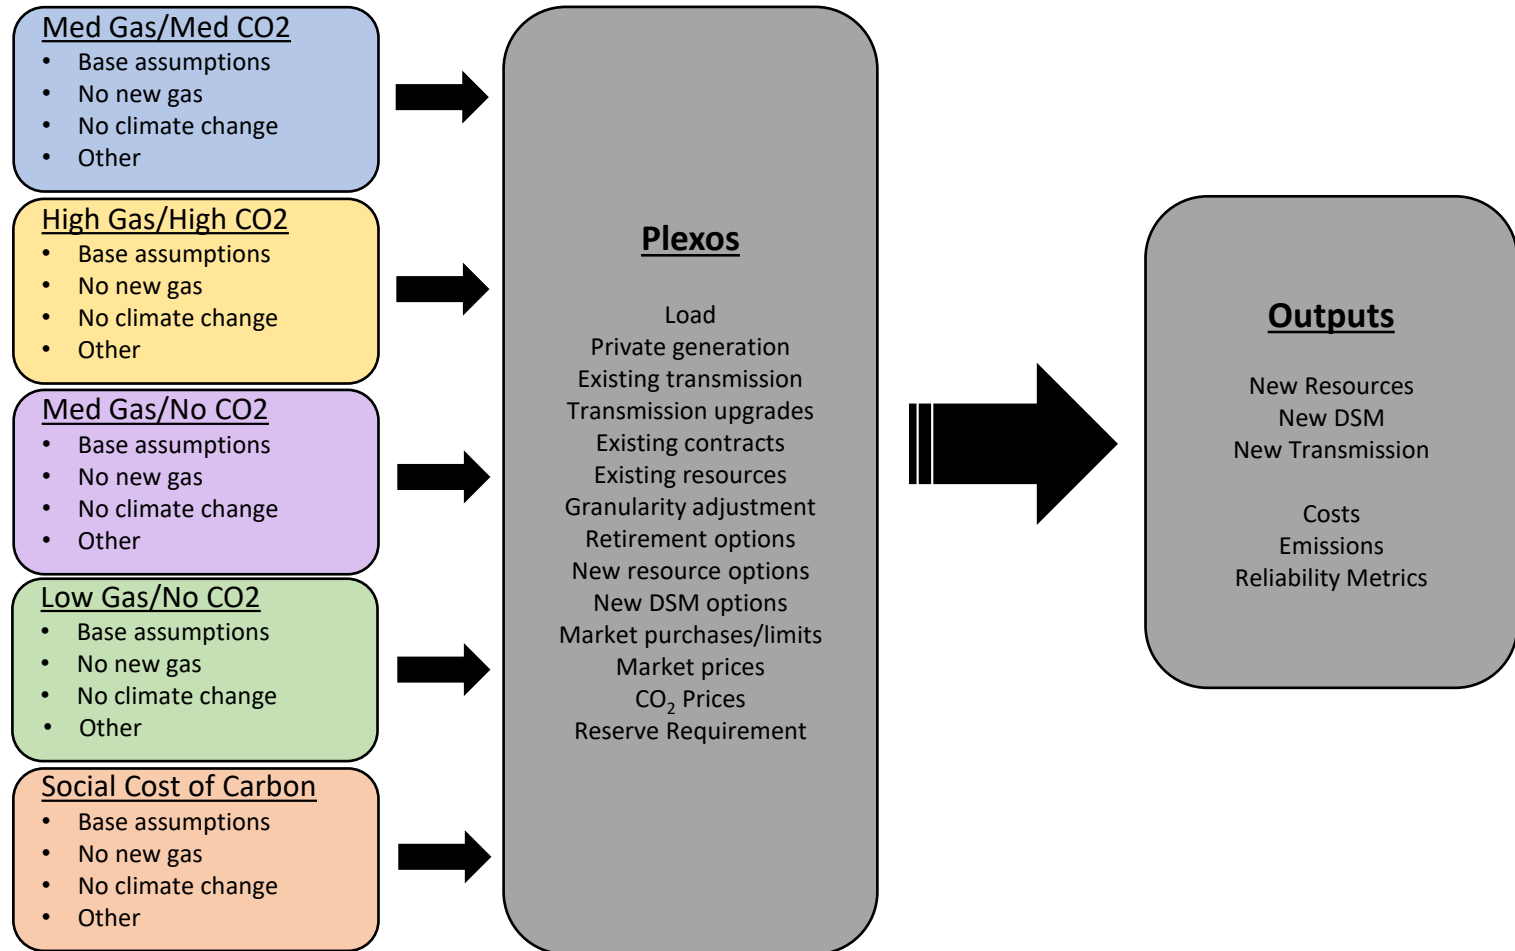 Med Gas/Med CO2
• Base assumptions
• No new gas
• No climate change
• Other
High Gas/High CO2
• Base assumptions
• No new gas
• No climate change
• Other
Med Gas/No CO2
• Base assumptions
• No new gas
• No climate change
• Other
Low Gas/No CO2
• Base assumptions
• No new gas
• No climate change
• Other
Social Cost of Carbon
• Base assumptions
• No new gas
• No climate change
• Other
Plexos
Load
Private generation
Existing transmission
Transmission upgrades
Existing contracts
Existing resources
Granularity adjustment
Retirement options
New resource options
New DSM options
Market purchases/limits
Market prices
CO₂ Prices
Reserve Requirement
Outputs
New Resources
New DSM
New Transmission
Costs
Emissions
Reliability Metrics